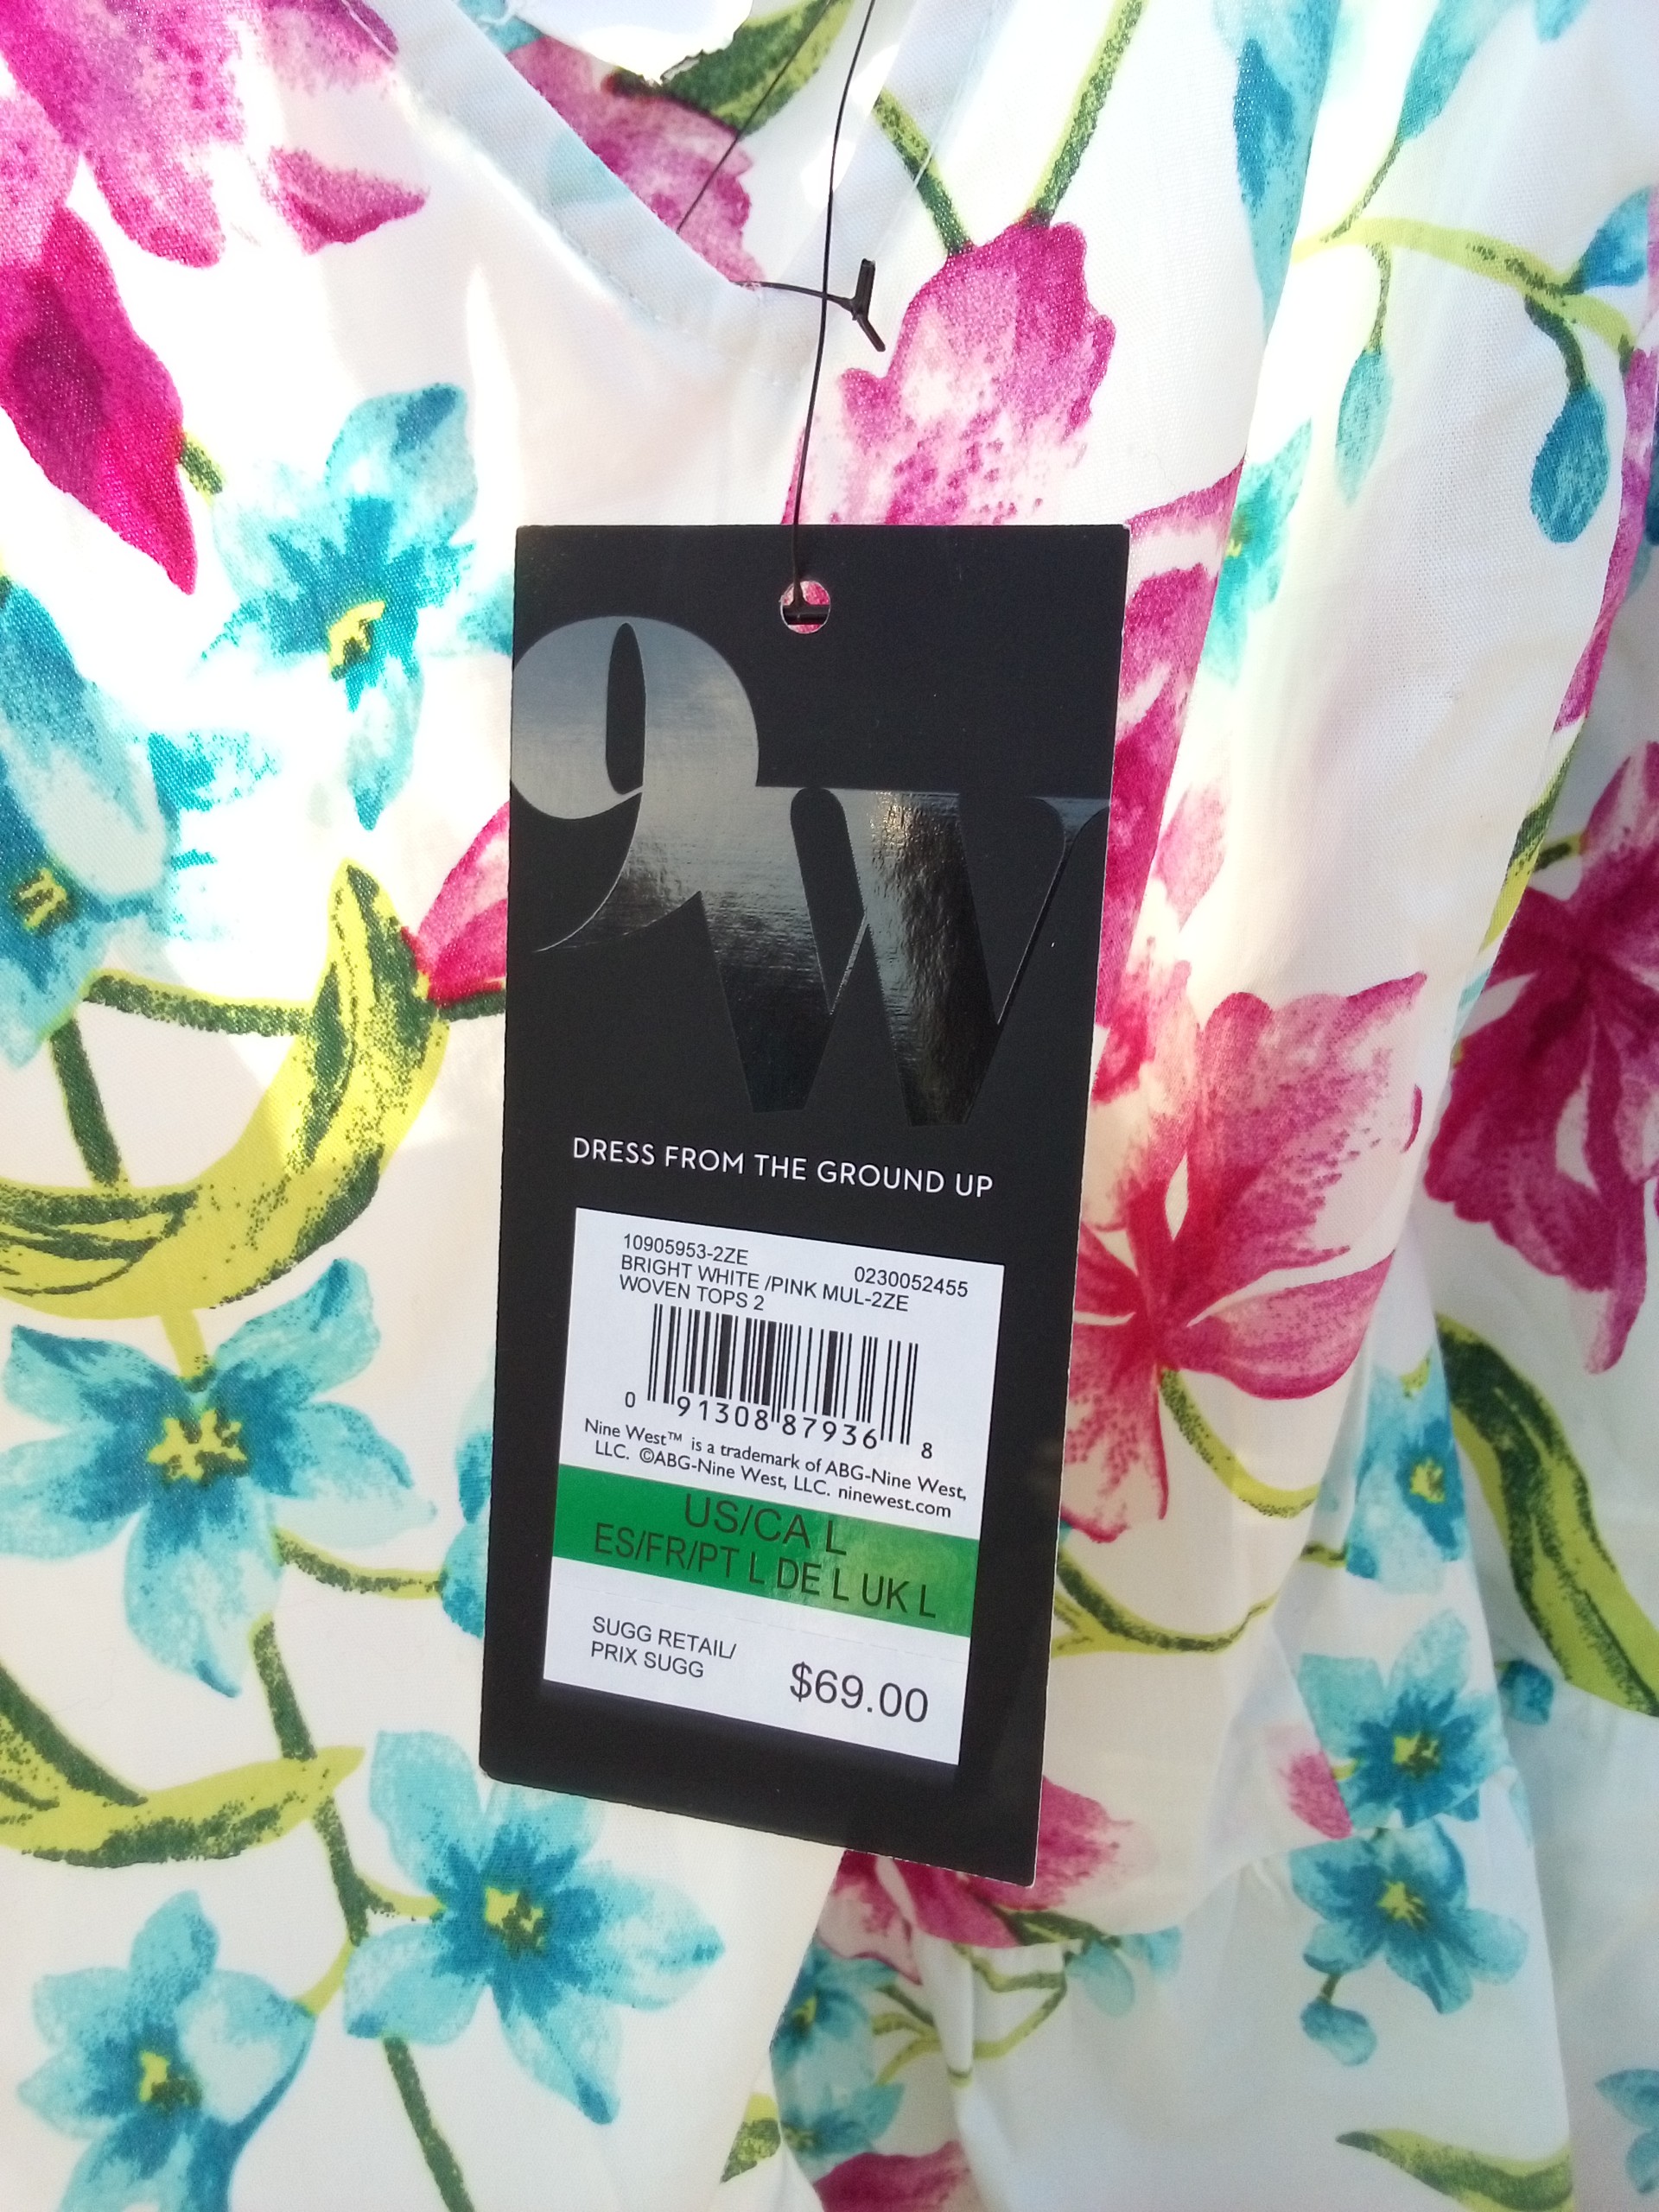 9W
DRESS FROM THE GROUND UP
10905953-2ZE
0230052455
BRIGHT WHITE /PINK MUL-2ZE
WOVEN TOPS 2
0 91308 87936 8
Nine West™ is a trademark of ABG-Nine West,
LLC. ©ABG-Nine West, LLC. ninewest.com
US/CA L
ES/FR/PT L DE L UK L
SUGG RETAIL/
PRIX SUGG
$69.00